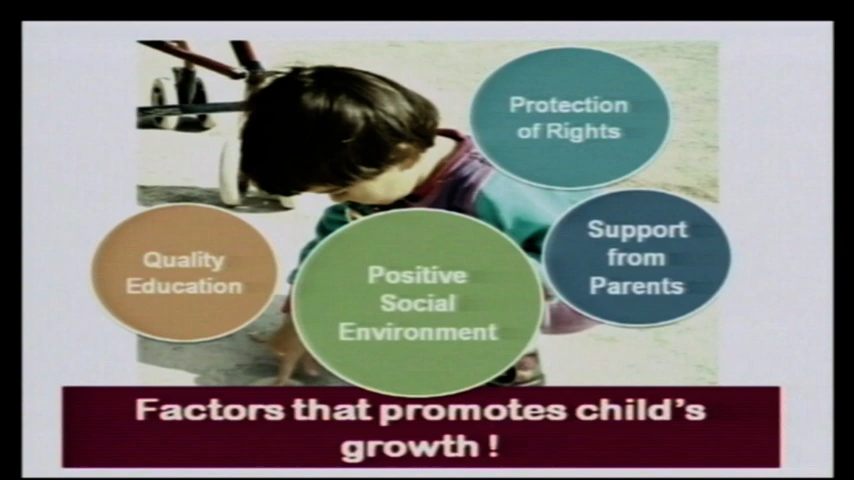 Protection
of Rights
Quality
Education
Positive
Social
Environment
Support
from
Parents
Factors that promotes child's
growth !